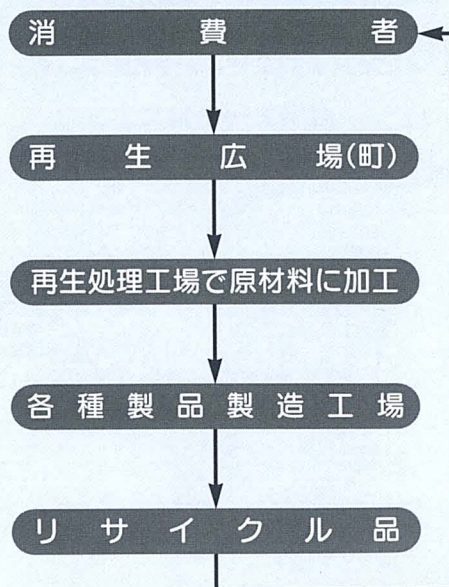 消費者
再生広場(町)
再生処理工場で原材料に加工
各種製品製造工場
リサイクル品